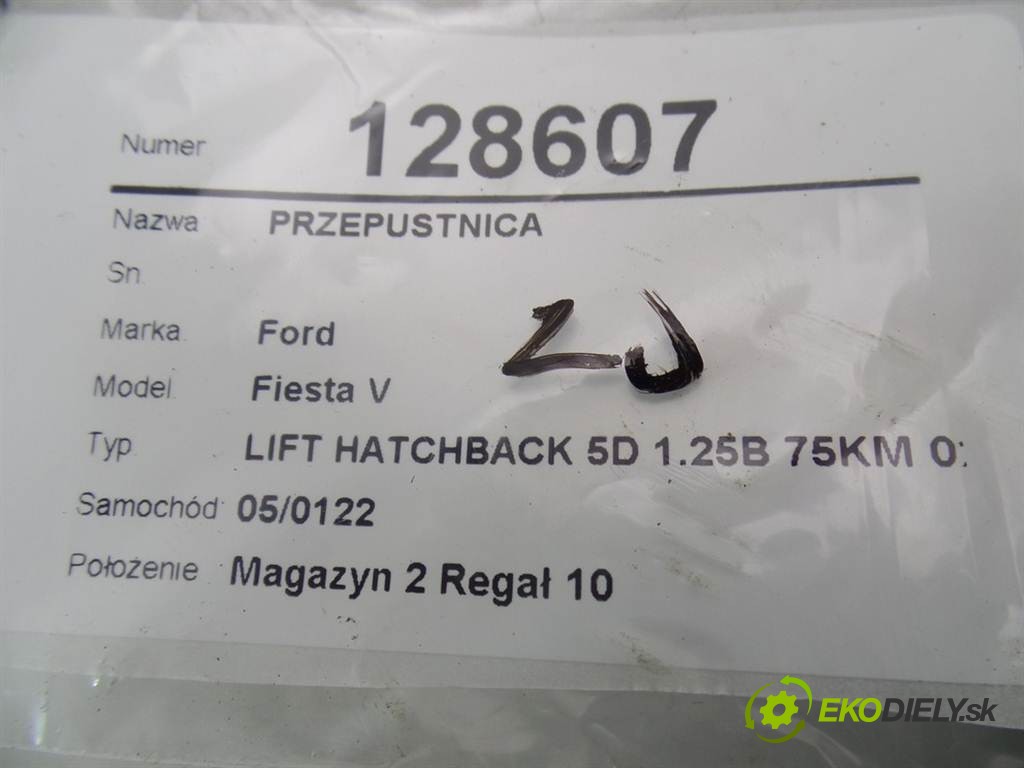 Numer 128607
Nazwa PRZEPUSTNICA
Sn.
Marka. Ford
Model. Fiesta V
Typ. LIFT HATCHBACK 5D 1.25B 75KM
Samochód 05/0122
Położenie Magazyn 2 Regał 10
EKODIELY.sk